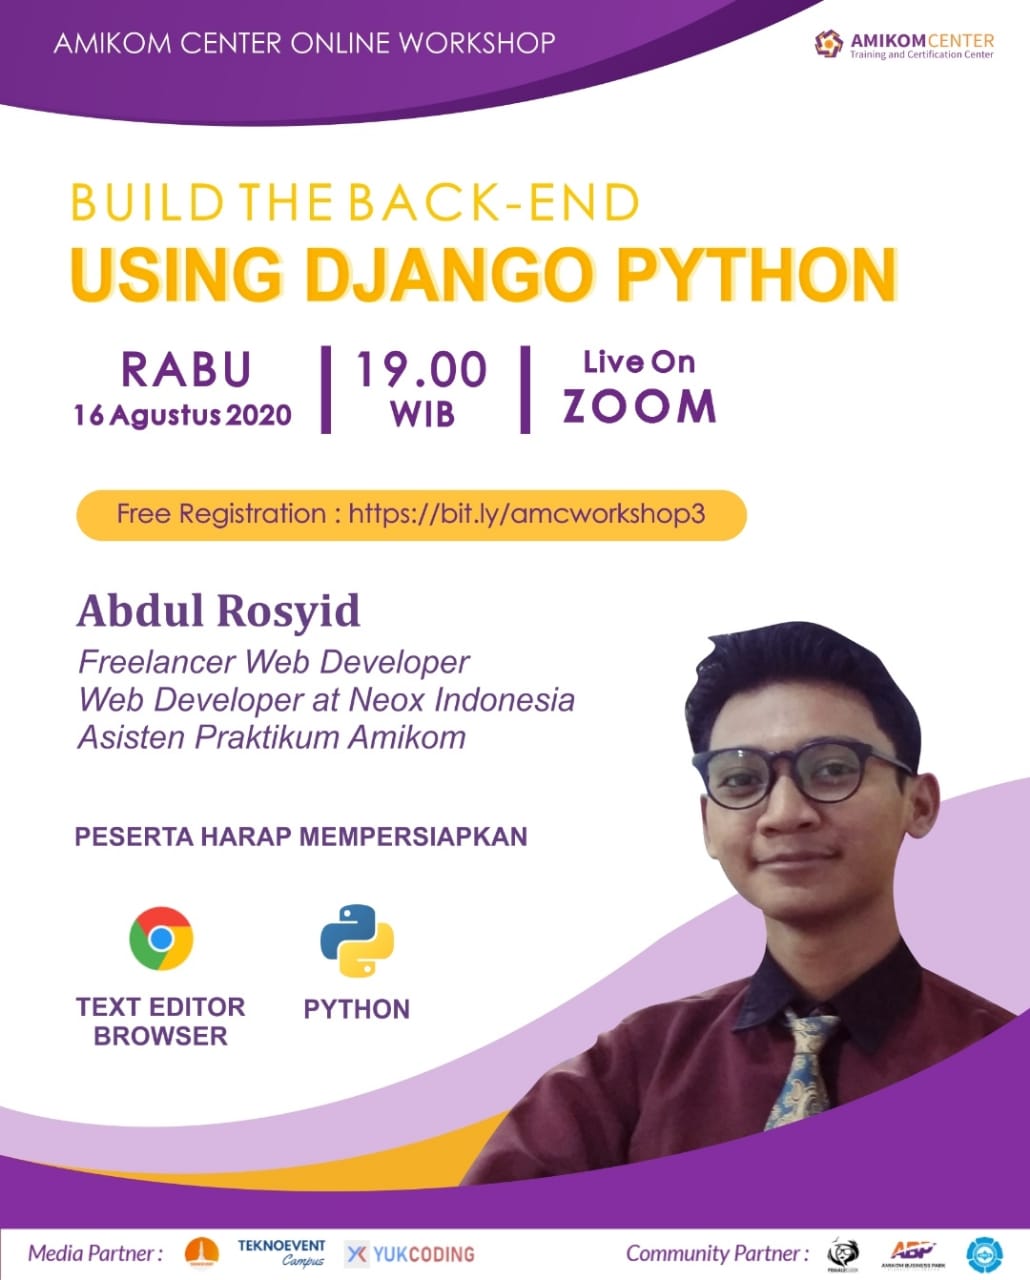 AMIKOM CENTER ONLINE WORKSHOP
AMIKOMCENTER
Training and Certification Center
BUILD THE BACK-END
USING DJANGO PYTHON
RABU
16 Agustus 2020
19.00
WIB
Live On
ZOOM
Free Registration : https://bit.ly/amcworkshop3
Abdul Rosyid
Freelancer Web Developer
Web Developer at Neox Indonesia
Asisten Praktikum Amikom
PESERTA HARAP MEMPERSIAPKAN
TEXT EDITOR
BROWSER
PYTHON
Media Partner :
TEKNOEVENT
Campus
YUKCODING
Community Partner :
ABP
AMIKOM BUSINESS PARK